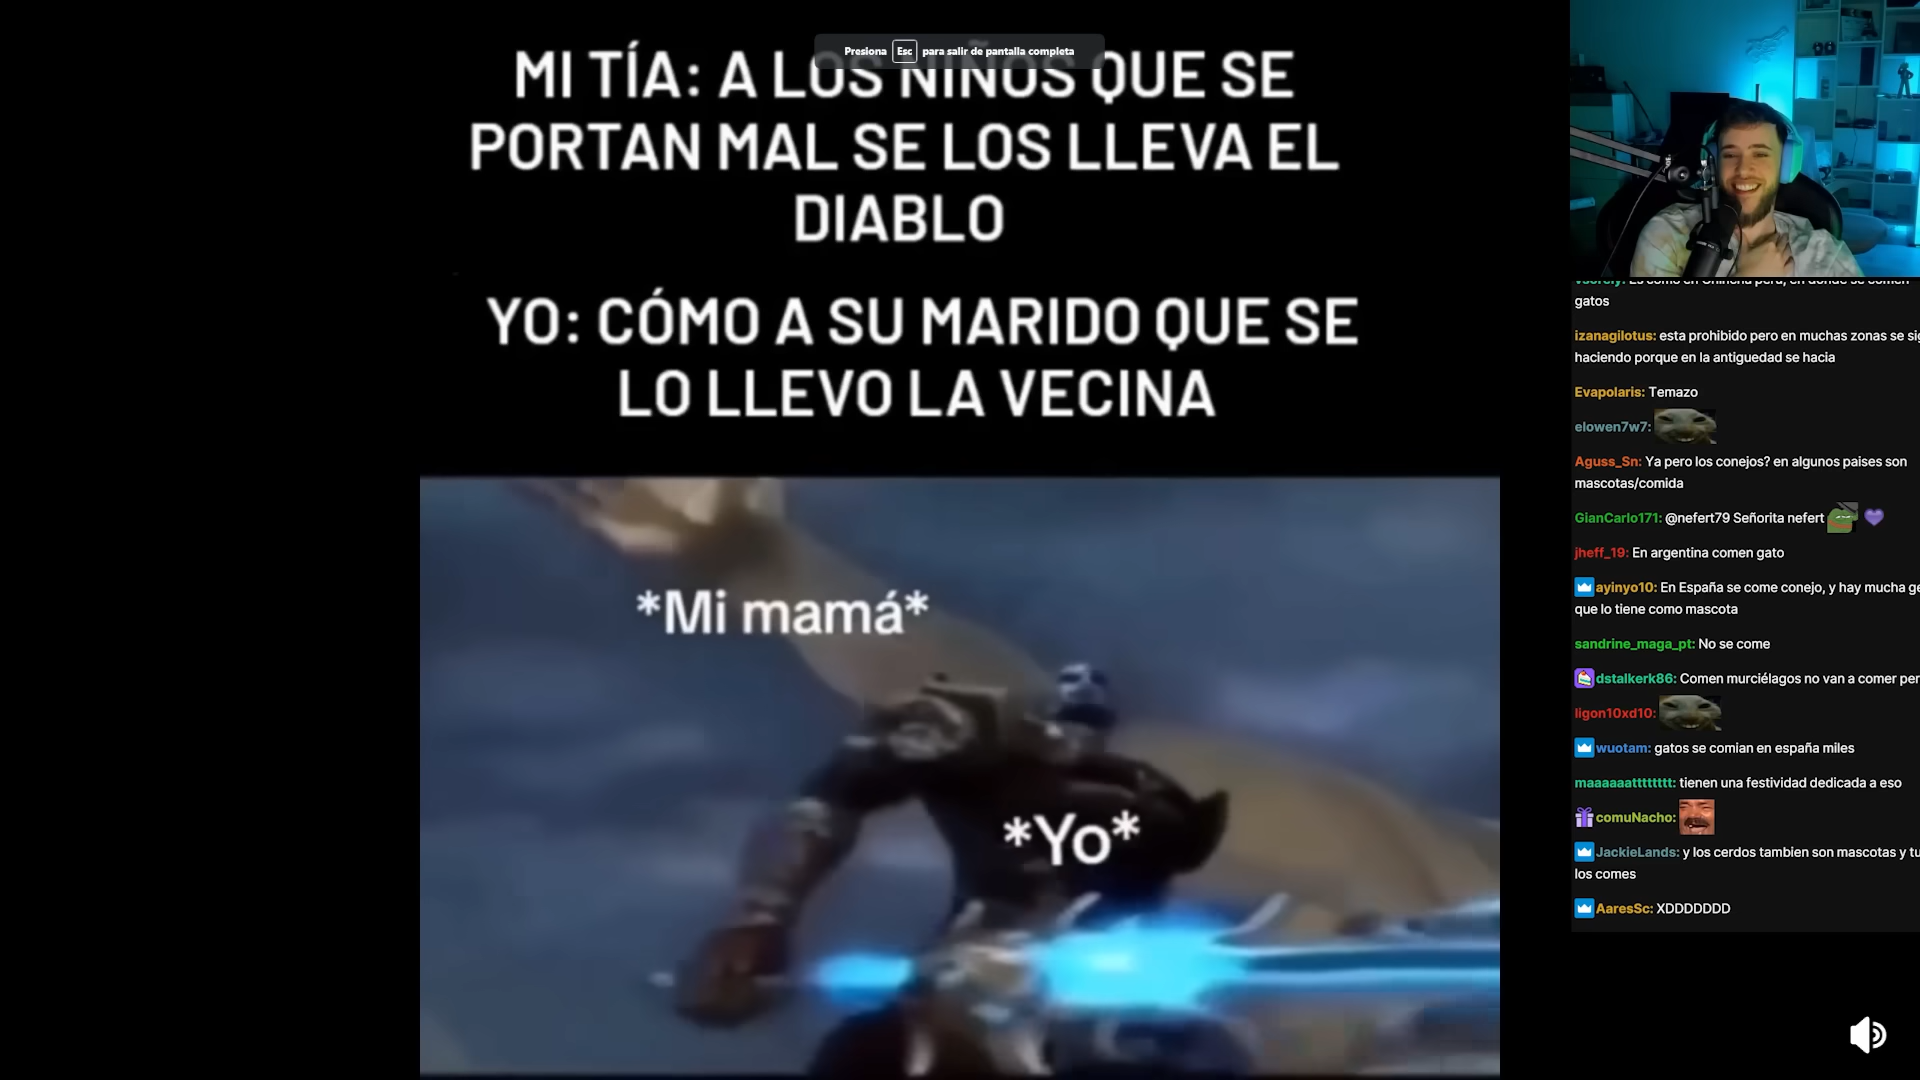 Presiona Esc para salir de pantalla completa
MI TÍA: A LOS NIÑOS QUE SE
PORTAN MAL SE LOS LLEVA EL
DIABLO
YO: CÓMO A SU MARIDO QUE SE
LO LLEVO LA VECINA
*Mi mamá*
*Yo*
gatos
izanagilotus: esta prohibido pero en muchas zonas se sig
haciendo porque en la antiguedad se hacia
Evapolaris: Temazo
elowen7w7:
Aguss_Sn: Ya pero los conejos? en algunos paises son
mascotas/comida
GianCarlo171: @nefert79 Señorita nefert
jheff_19: En argentina comen gato
ayinyo10: En España se come conejo, y hay mucha ge
que lo tiene como mascota
sandrine_maga_pt: No se come
dstalkerk86: Comen murciélagos no van a comer per
ligon10xd10:
wuotam: gatos se comian en españa miles
maaaaaatttttttt: tienen una festividad dedicada a eso
comuNacho:
JackieLands: y los cerdos tambien son mascotas y tu
los comes
AaresSc: XDDDDDDD